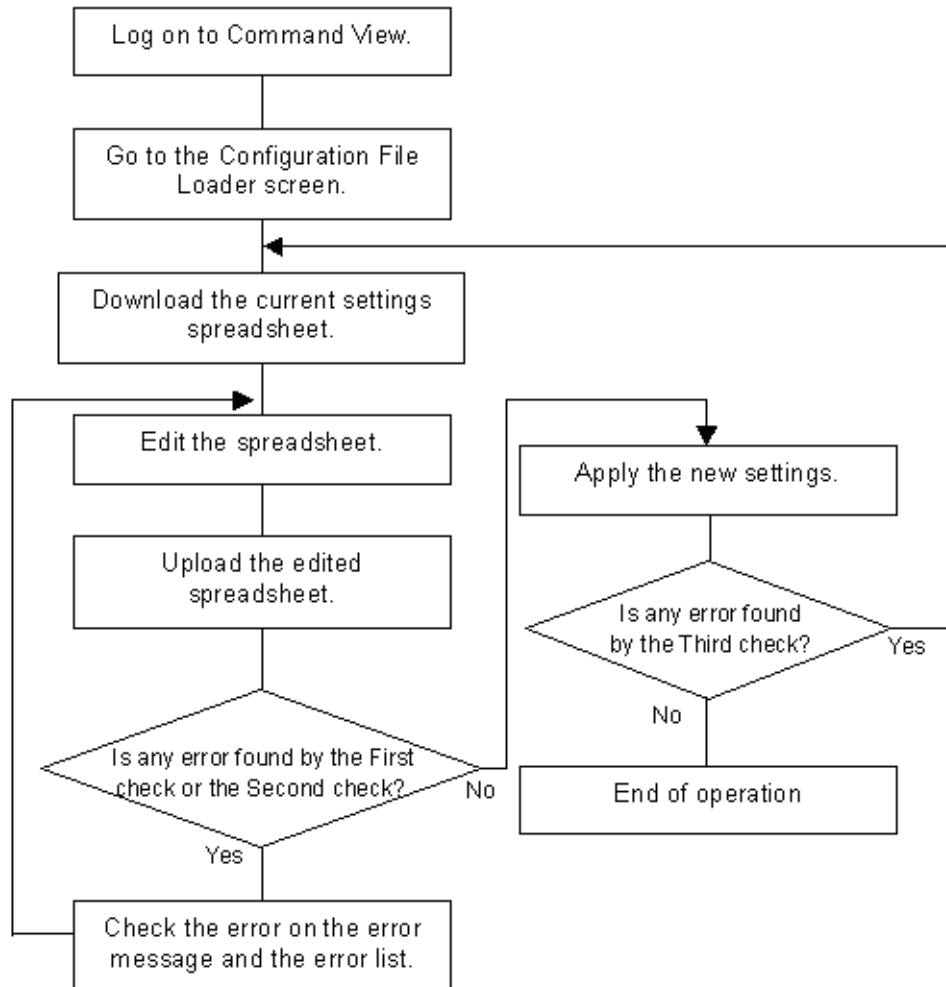 Log on to Command View.
Go to the Configuration File
Loader screen.
Download the current settings
spreadsheet.
Edit the spreadsheet.
Upload the edited
spreadsheet.
Is any error found by the First
check or the Second check?
No
Yes
Check the error on the error
message and the error list.
Apply the new settings.
Is any error found
by the Third check?
Yes
No
End of operation